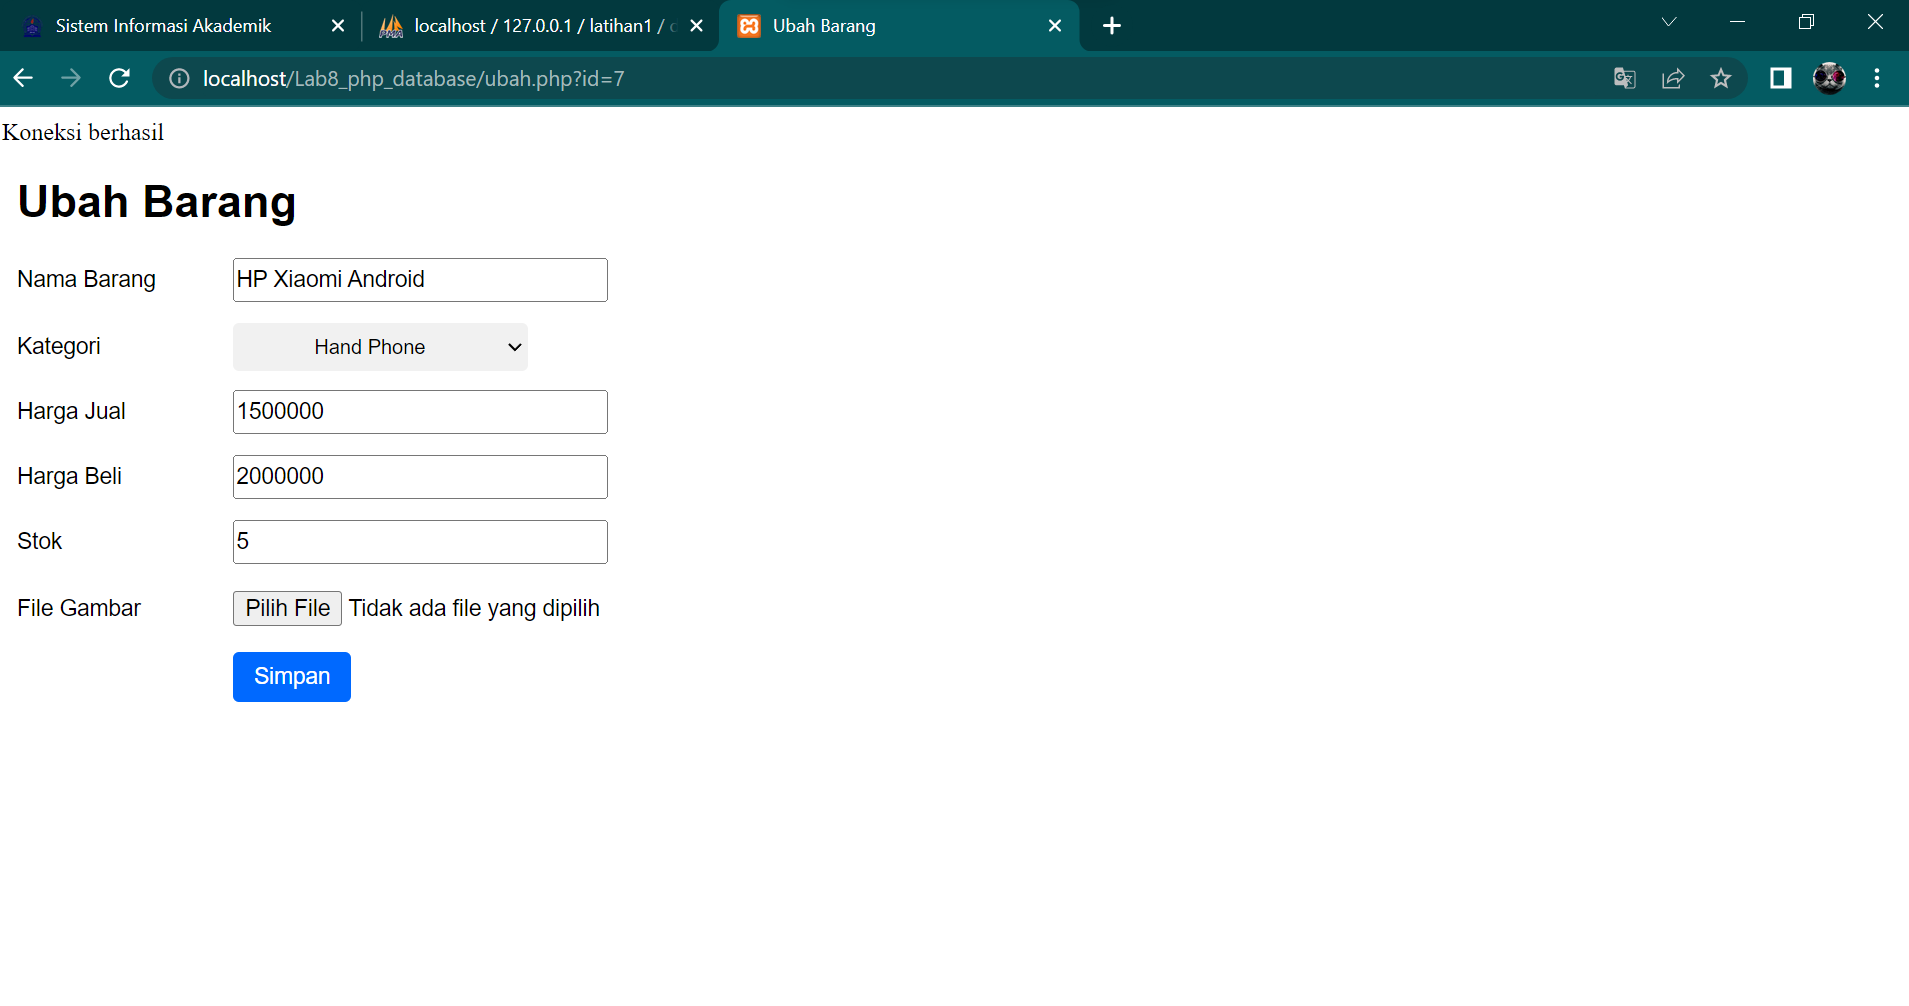 Sistem Informasi Akademik
localhost / 127.0.0.1 / latihan1 /
Ubah Barang
localhost/Lab8_php_database/ubah.php?id=7
Koneksi berhasil
Ubah Barang
Nama Barang HP Xiaomi Android
Kategori Hand Phone
Harga Jual 1500000
Harga Beli 2000000
Stok 5
File Gambar Pilih File Tidak ada file yang dipilih
Simpan